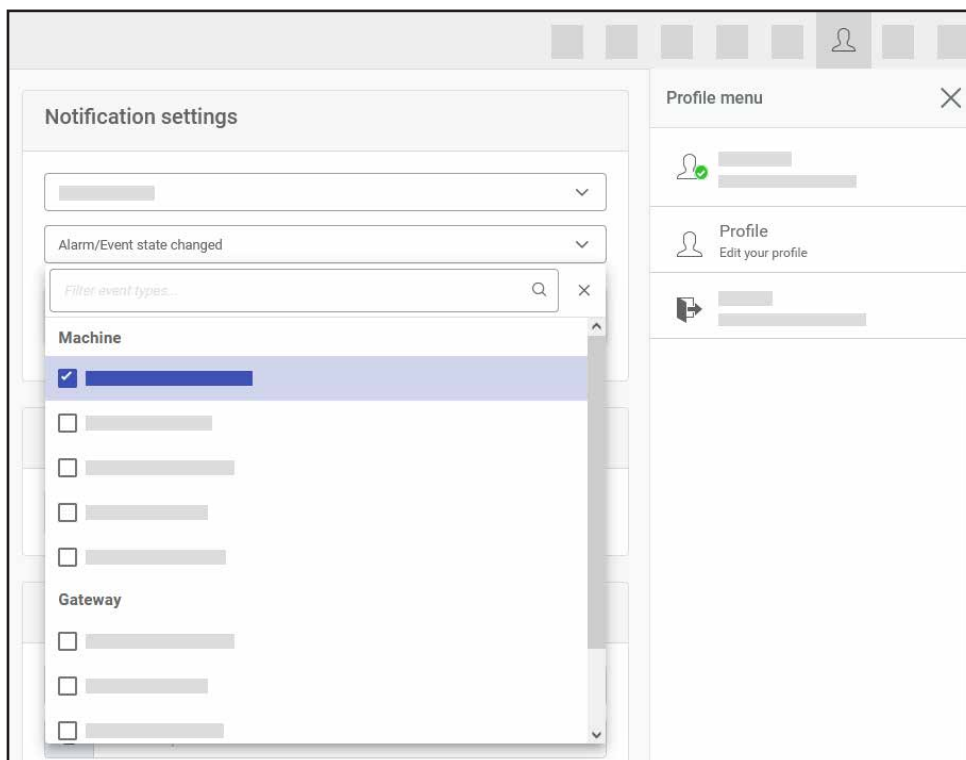 Profile menu
Notification settings
Alarm/Event state changed
Filter event types...
Machine
Gateway
Profile
Edit your profile